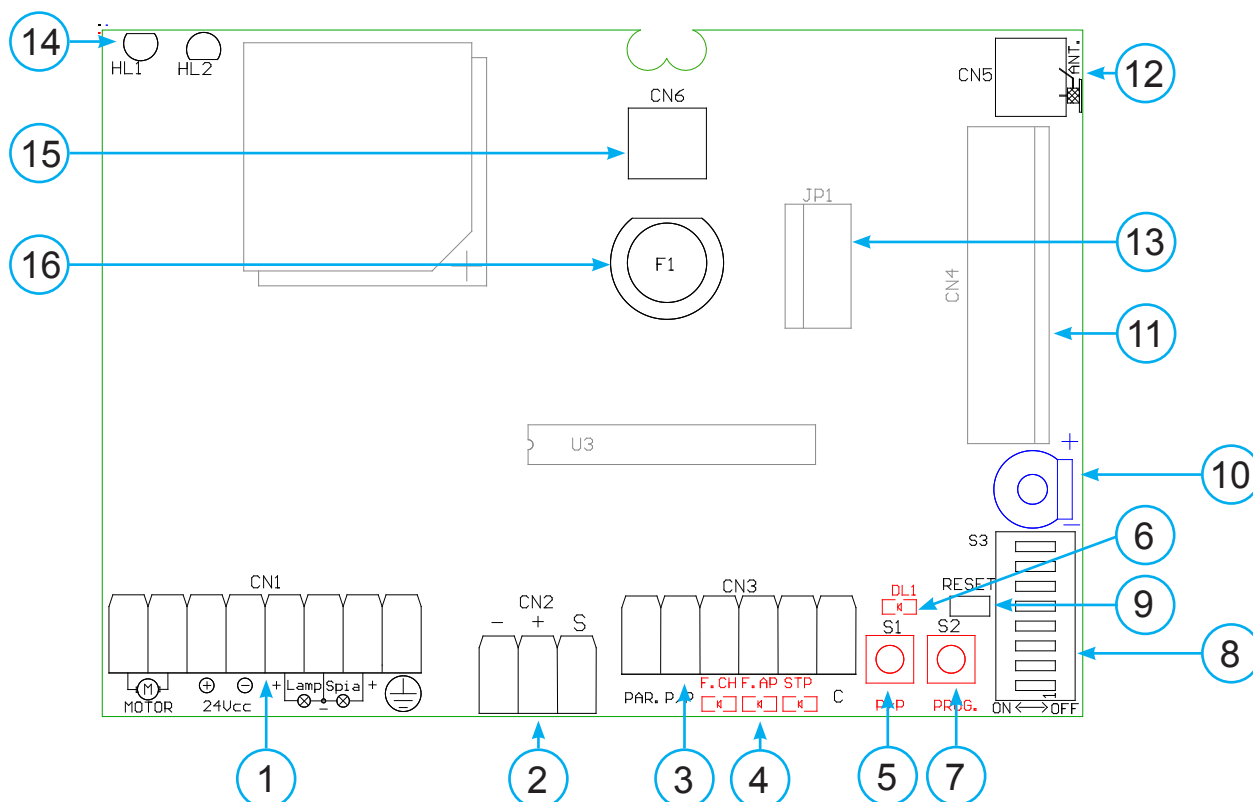 14
HL1
HL2
CN6
CN5
ANT.
12
15
JP1
13
16
F1
CN4
11
U3
+
10
−
6
S3
CN1
CN2
CN3
DL1
RESET
9
− + S
S1
S2
8
MOTOR
M
+ −
24Vcc
+ Lamp Spia +
−
PAR. P/P
F.CH F.AP STP
C
P/P
PROG.
1
ON OFF
1
2
3
4
5
7